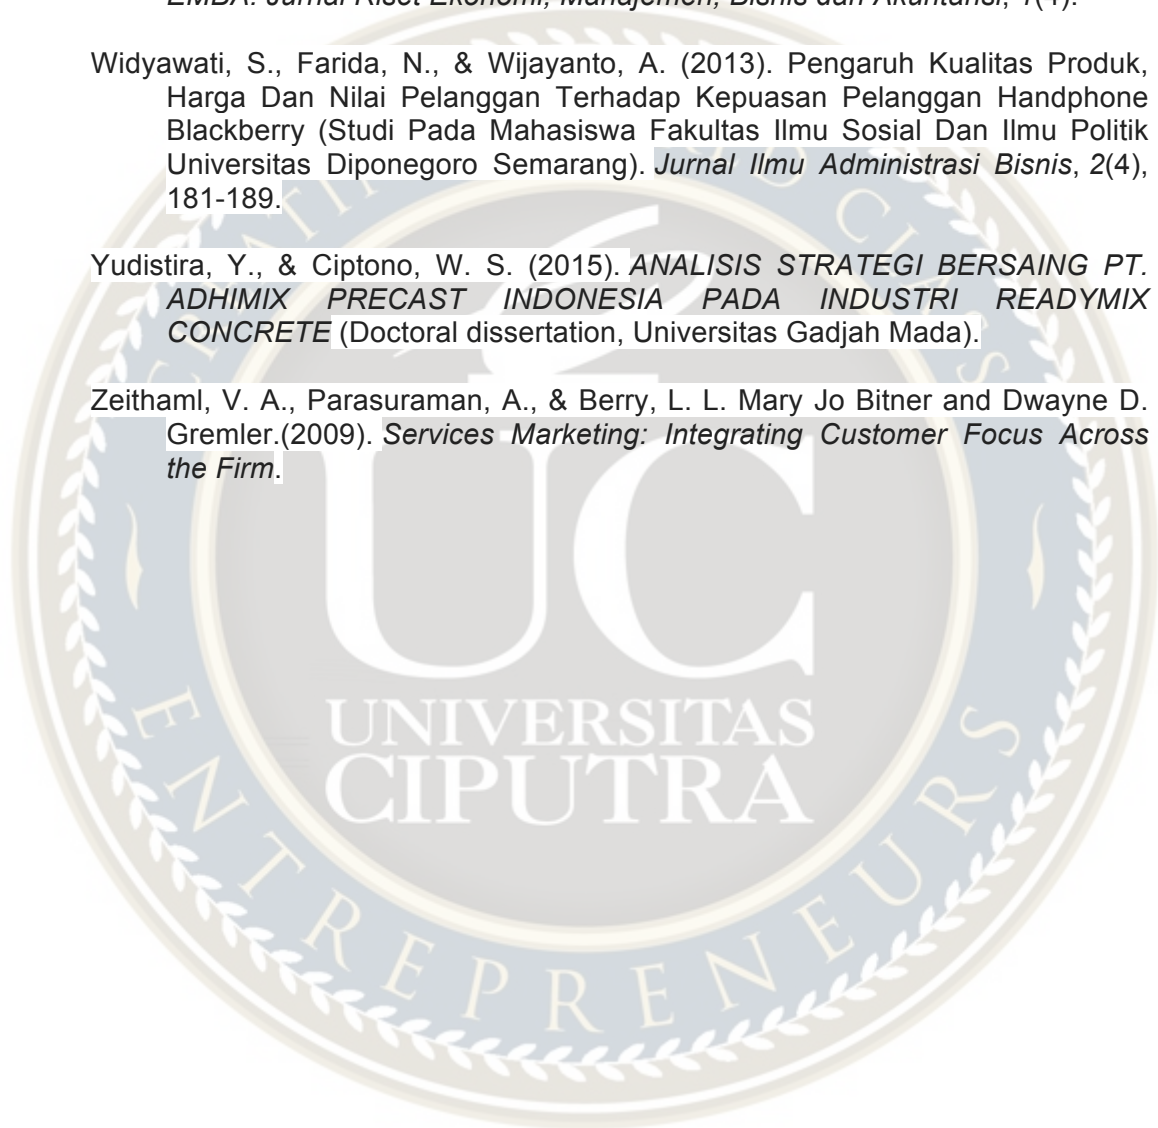 EMBA: Jurnal Riset Ekonomi, Manajemen, Bisnis dan Akuntansi, 1(4).
Widyawati, S., Farida, N., & Wijayanto, A. (2013). Pengaruh Kualitas Produk,
Harga Dan Nilai Pelanggan Terhadap Kepuasan Pelanggan Handphone
Blackberry (Studi Pada Mahasiswa Fakultas Ilmu Sosial Dan Ilmu Politik
Universitas Diponegoro Semarang). Jurnal Ilmu Administrasi Bisnis, 2(4),
181-189.
Yudistira, Y., & Ciptono, W. S. (2015). ANALISIS STRATEGI BERSAING PT.
ADHIMIX PRECAST INDONESIA PADA INDUSTRI READYMIX
CONCRETE (Doctoral dissertation, Universitas Gadjah Mada).
Zeithaml, V. A., Parasuraman, A., & Berry, L. L. Mary Jo Bitner and Dwayne D.
Gremler.(2009). Services Marketing: Integrating Customer Focus Across
the Firm.
UC
UNIVERSITAS
CIPUTRA
ENTREPRENEURS